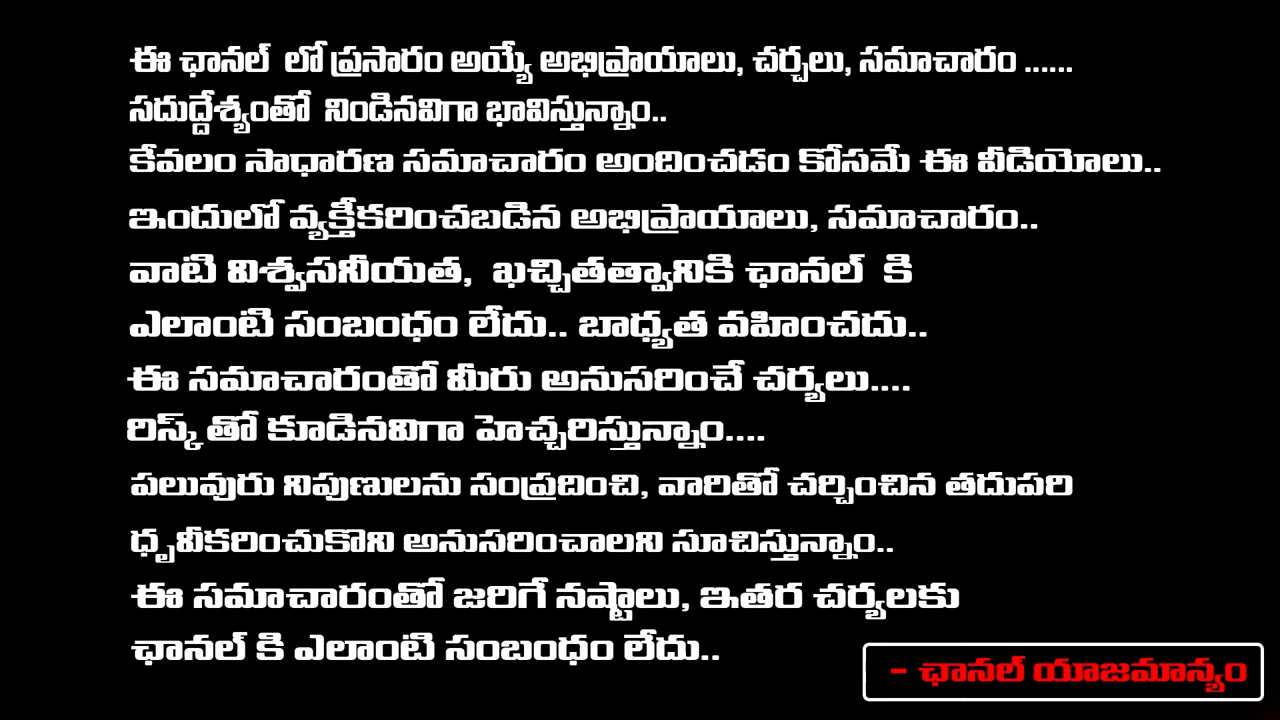 ఈ ఛానల్ లో ప్రసారం అయ్యే అభిప్రాయాలు, చర్చలు, సమాచారం ......
సదుద్దేశ్యంతో నిండినవిగా భావిస్తున్నాం..
కేవలం సాధారణ సమాచారం అందించడం కోసమే ఈ వీడియోలు..
ఇందులో వ్యక్తీకరించబడిన అభిప్రాయాలు, సమాచారం..
వాటి విశ్వసనీయత, ఖచ్చితత్వానికి ఛానల్ కి
ఎలాంటి సంబంధం లేదు.. బాధ్యత వహించదు..
ఈ సమాచారంతో మీరు అనుసరించే చర్యలు....
రిస్క్ తో కూడినవిగా హెచ్చరిస్తున్నాం....
పలువురు నిపుణులను సంప్రదించి, వారితో చర్చించిన తదుపరి
ధృవీకరించుకొని అనుసరించాలని సూచిస్తున్నాం..
ఈ సమాచారంతో జరిగే నష్టాలు, ఇతర చర్యలకు
ఛానల్ కి ఎలాంటి సంబంధం లేదు..
- ఛానల్ యాజమాన్యం